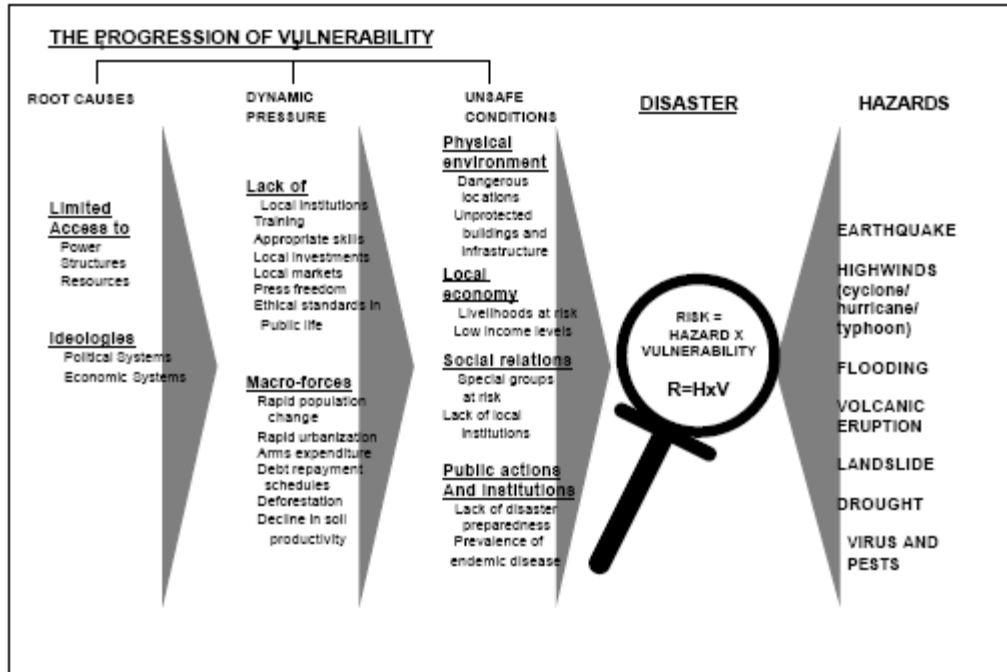 THE PROGRESSION OF VULNERABILITY
ROOT CAUSES
Limited
Access to
Power
Structures
Resources
Ideologies
Political Systems
Economic Systems
DYNAMIC
PRESSURE
Lack of
Local institutions
Training
Appropriate skills
Local investments
Local markets
Press freedom
Ethical standards in
Public life
Macro-forces
Rapid population
change
Rapid urbanization
Arms expenditure
Debt repayment
schedules
Deforestation
Decline in soil
productivity
UNSAFE
CONDITIONS
Physical
environment
Dangerous
locations
Unprotected
buildings and
infrastructure
Local
economy
Livelihoods at risk
Low income levels
Social relations
Special groups
at risk
Lack of local
institutions
Public actions
And institutions
Lack of disaster
preparedness
Prevalence of
endemic disease
DISASTER
RISK =
HAZARD X
VULNERABILITY
R=HxV
HAZARDS
EARTHQUAKE
HIGHWINDS
(cyclone/
hurricane/
typhoon)
FLOODING
VOLCANIC
ERUPTION
LANDSLIDE
DROUGHT
VIRUS AND
PESTS